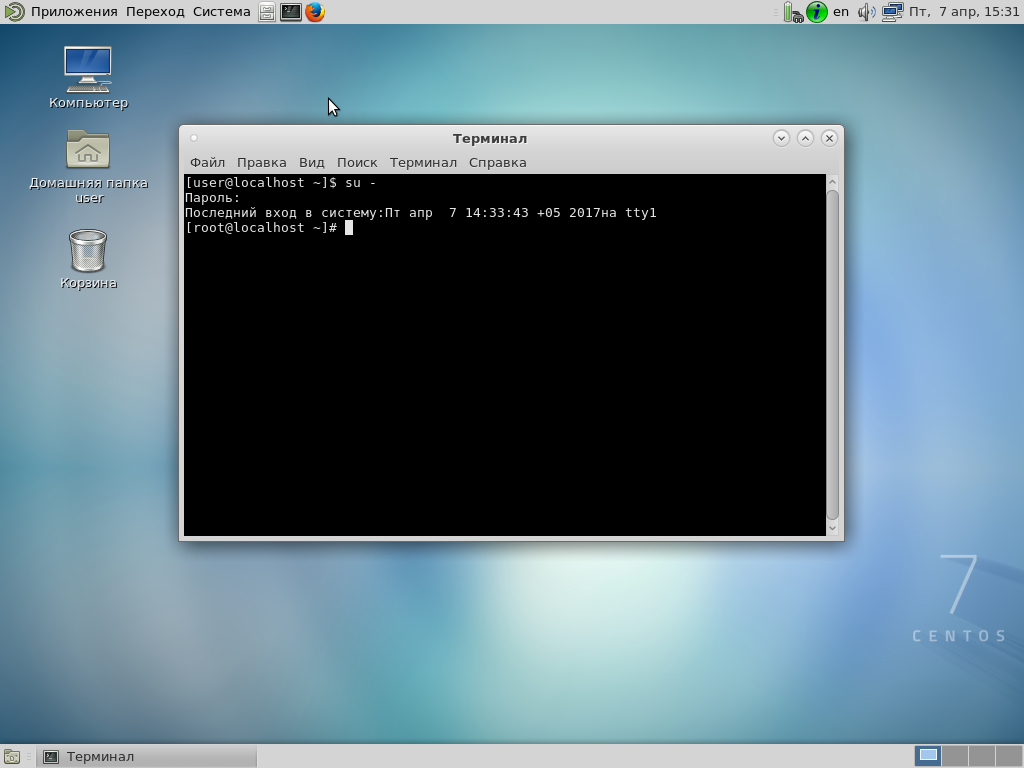 Приложения Переход Система
en
Пт, 7 апр, 15:31
Компьютер
Домашняя папка
user
Корзина
Терминал
Файл Правка Вид Поиск Терминал Справка
[user@localhost ~]$ su -
Пароль:
Последний вход в систему:Пт апр  7 14:33:43 +05 2017на tty1
[root@localhost ~]#
7
CENTOS
Терминал